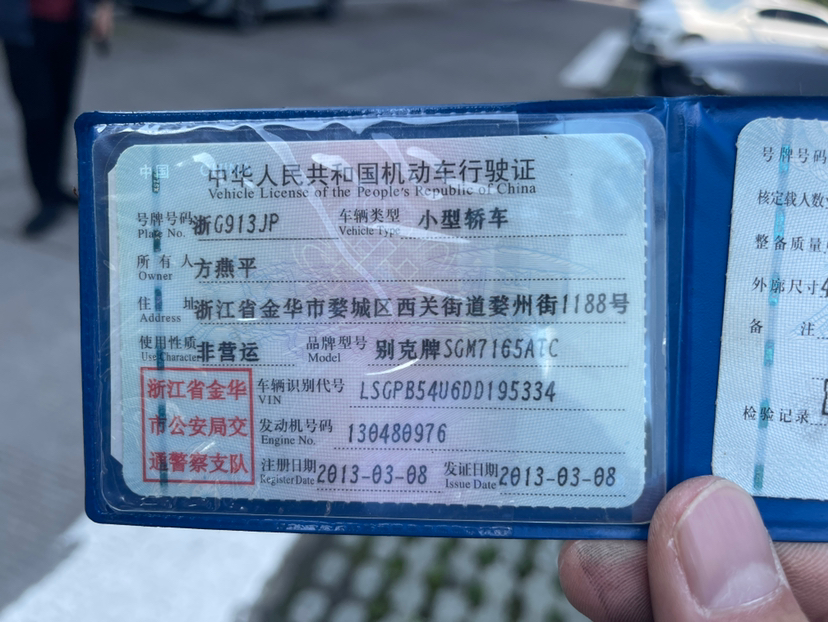 中国
中华人民共和国机动车行驶证
Vehicle License of the People's Republic of China
号牌号码 浙G913JP 车辆类型 小型轿车
Plate No. Vehicle Type
所有人 方燕平
Owner
住址 浙江省金华市婺城区西关街道婺州街1188号
Address
使用性质 非营运 品牌型号 别克牌SGM7165ATC
Use Character Model
浙江省金华
市公安局交
通警察支队
车辆识别代号 LSGPB54U6DD195334
VIN
发动机号码 130480976
Engine No.
注册日期 2013-03-08 发证日期 2013-03-08
Register Date Issue Date
号牌号码
核定载人数
整备质量
外廓尺寸
备注
检验记录